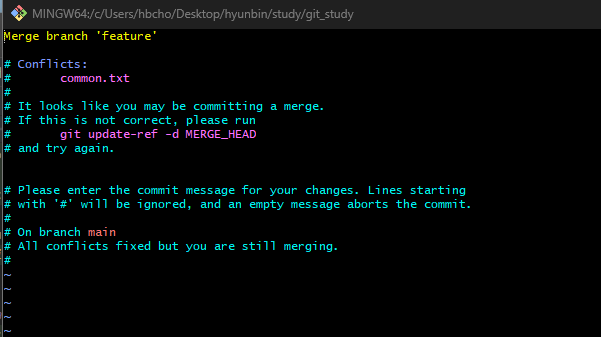 MINGW64:/c/Users/hbcho/Desktop/hyunbin/study/git_study
Merge branch 'feature'
# Conflicts:
#       common.txt
#
# It looks like you may be committing a merge.
# If this is not correct, please run
#       git update-ref -d MERGE_HEAD
# and try again.
# Please enter the commit message for your changes. Lines starting
# with '#' will be ignored, and an empty message aborts the commit.
#
# On branch main
# All conflicts fixed but you are still merging.
#
~
~
~
~
~